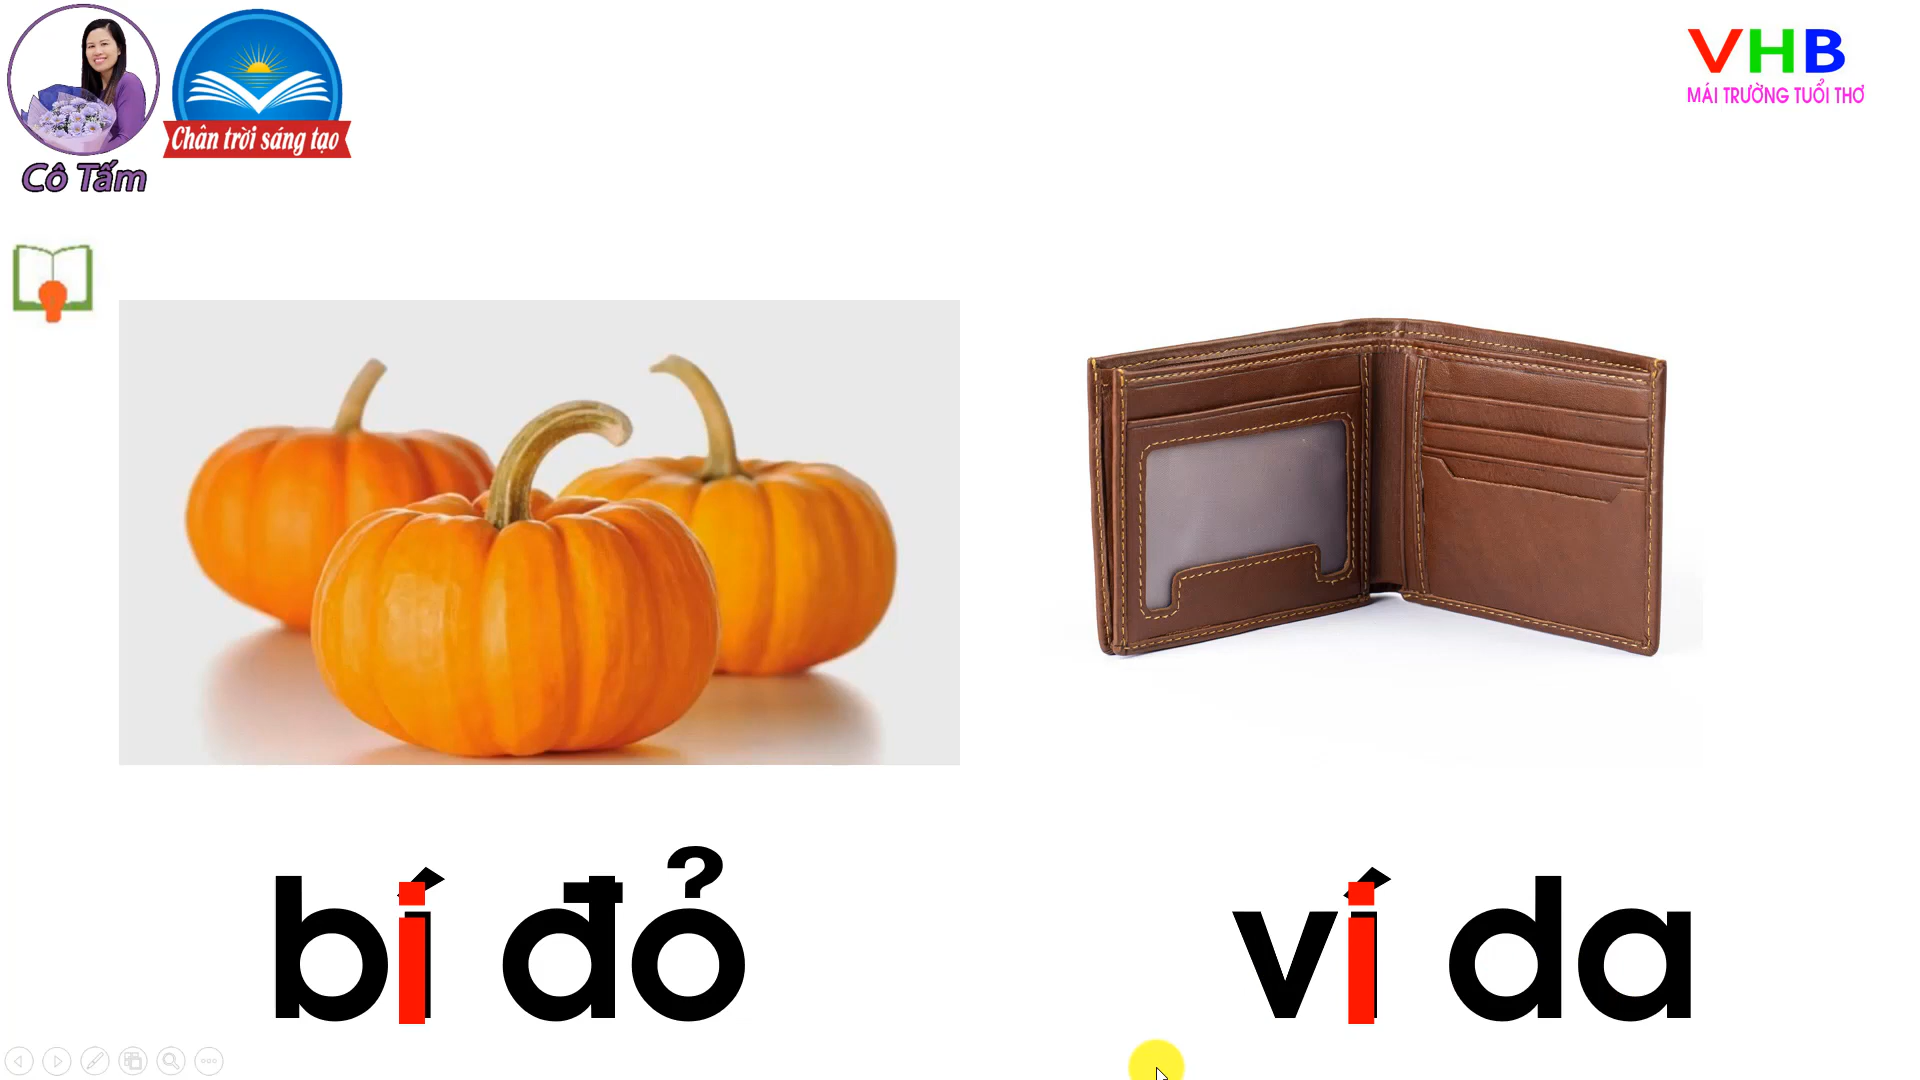 Cô Tấm
Chân trời sáng tạo
VHB
MÁI TRƯỜNG TUỔI THƠ
bí đỏ
ví da